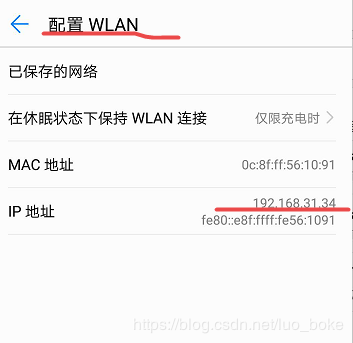 配置 WLAN
已保存的网络
在休眠状态下保持 WLAN 连接 仅限充电时
MAC 地址 0c:8f:ff:56:10:91
IP 地址 192.168.31.34
fe80::e8f:ffff:fe56:1091
https://blog.csdn.net/luo_boke